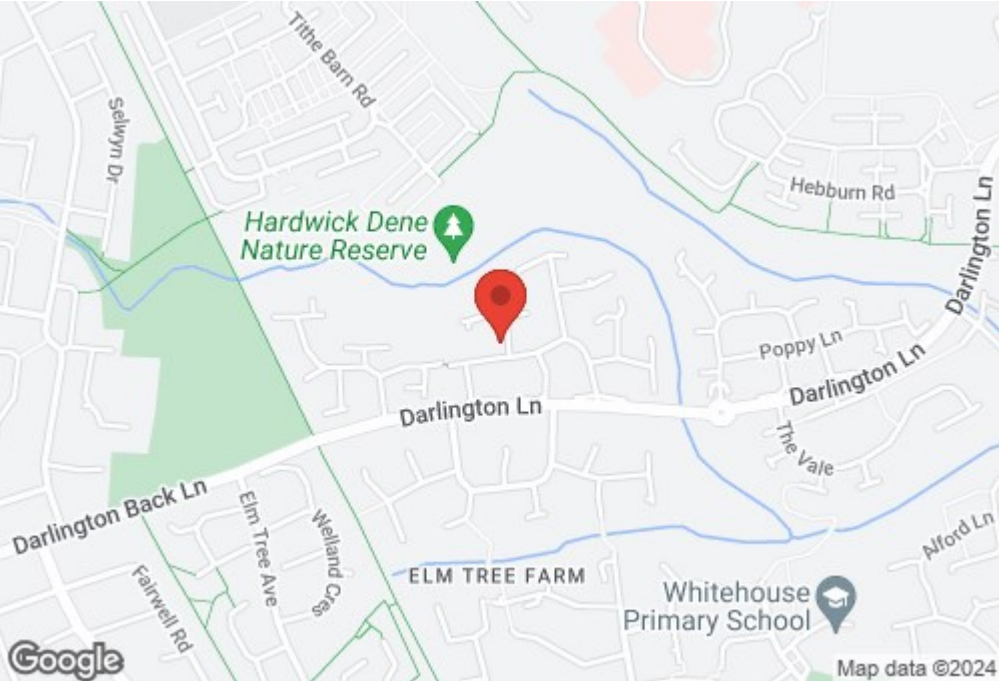 Tithe Barn Rd
Selwyn Dr
Hebburn Rd
Hardwick Dene
Nature Reserve
Darlington Ln
Poppy Ln
Darlington Ln
Darlington Ln
The Vale
Darlington Back Ln
Elm Tree Ave
Welland Cres
Alford Ln
Fairwell Rd
ELM TREE FARM
Whitehouse
Primary School
Google
Map data ©2024